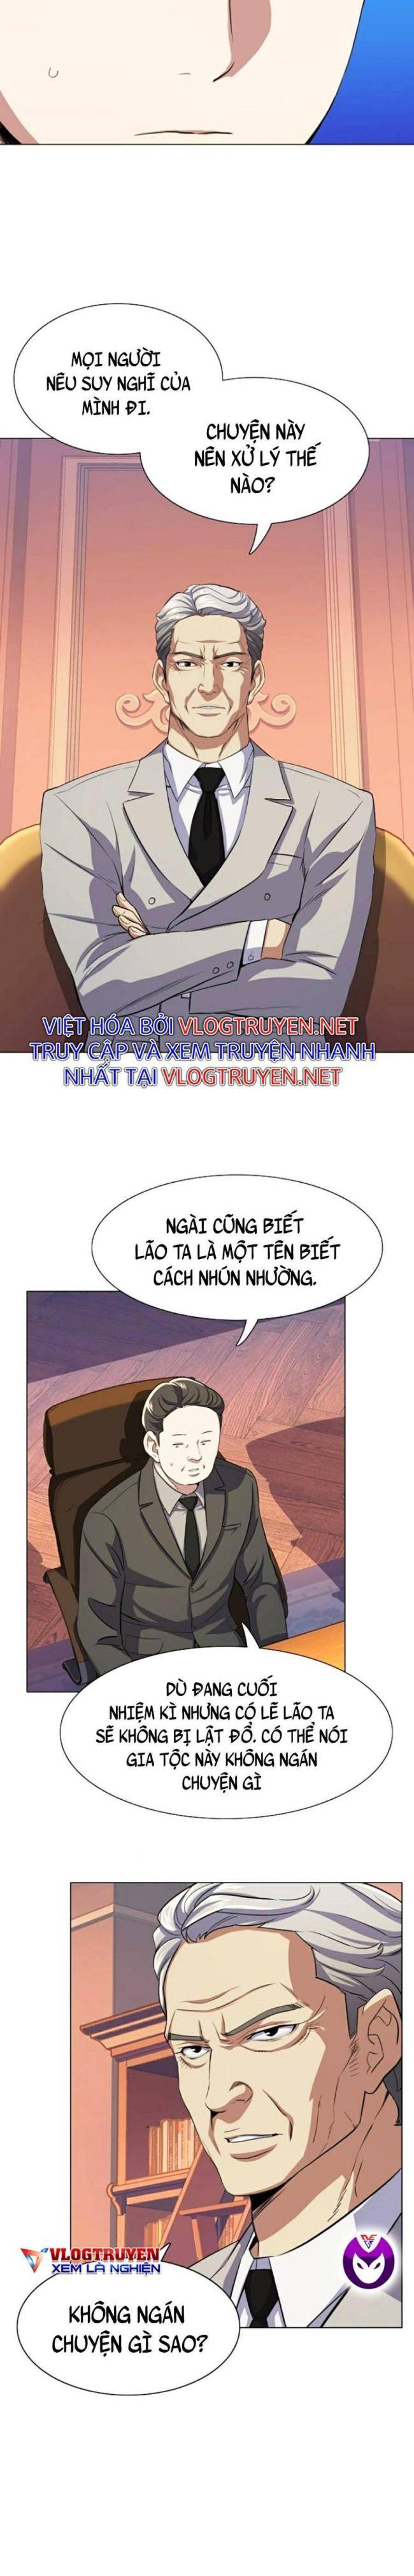 MỌI NGƯỜI
NÊU SUY NGHĨ CỦA
MÌNH ĐI.
CHUYỆN NÀY
NÊN XỬ LÝ THẾ
NÀO?
VIỆT HÓA BỞI VLOGTRUYEN.NET
TRUY CẬP VÀ XEM TRUYỆN NHANH
NHẤT TẠI VLOGTRUYEN.NET
NGÀI CŨNG BIẾT
LÃO TA LÀ MỘT TÊN BIẾT
CÁCH NHÚN NHƯỜNG.
DÙ ĐANG CUỐI
NHIỆM KÌ NHƯNG CÓ LẼ LÃO TA
SẼ KHÔNG BỊ LẬT ĐỔ. CÓ THỂ NÓI
GIA TỘC NÀY KHÔNG NGÁN
CHUYỆN GÌ
VLOGTRUYEN
XEM LÀ NGHIỆN
KHÔNG NGÁN
CHUYỆN GÌ SAO?